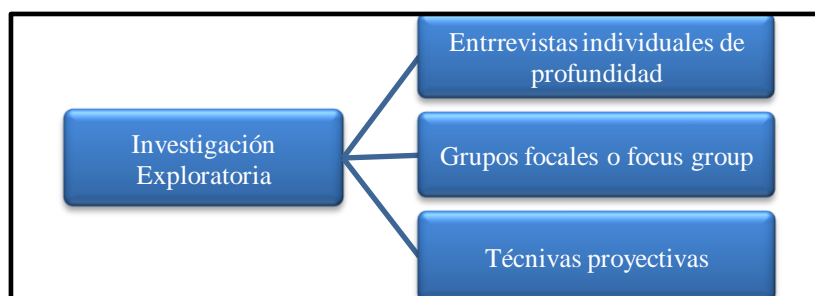 Entrrevistas individuales de
profundidad
Investigación
Exploratoria
Grupos focales o focus group
Técnivas proyectivas